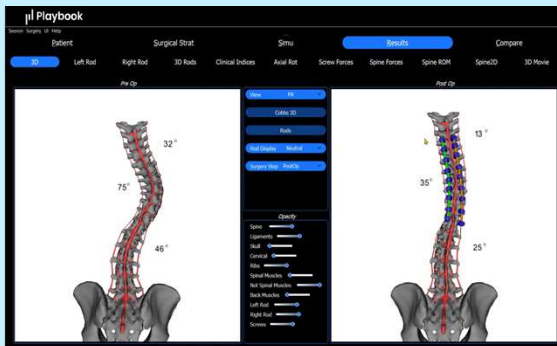 Playbook
Session Surgery UI Help
Patient Surgical Strat Simu Results Compare
3D Left Rod Right Rod 3D Rods Clinical Indices Axial Rot Screw Forces Spine Forces Spine ROM Spine2D 3D Movie
Pre Op
Post Op
View PA
Cobbs 3D
Rods
Rod Display Neutral
Surgery Step PostOp
32°
75°
46°
13°
35°
25°
Opacity
Spine
Ligaments
Skull
Cervical
Ribs
Spinal Muscles
Not Spinal Muscles
Back Muscles
Left Rod
Right Rod
Screws